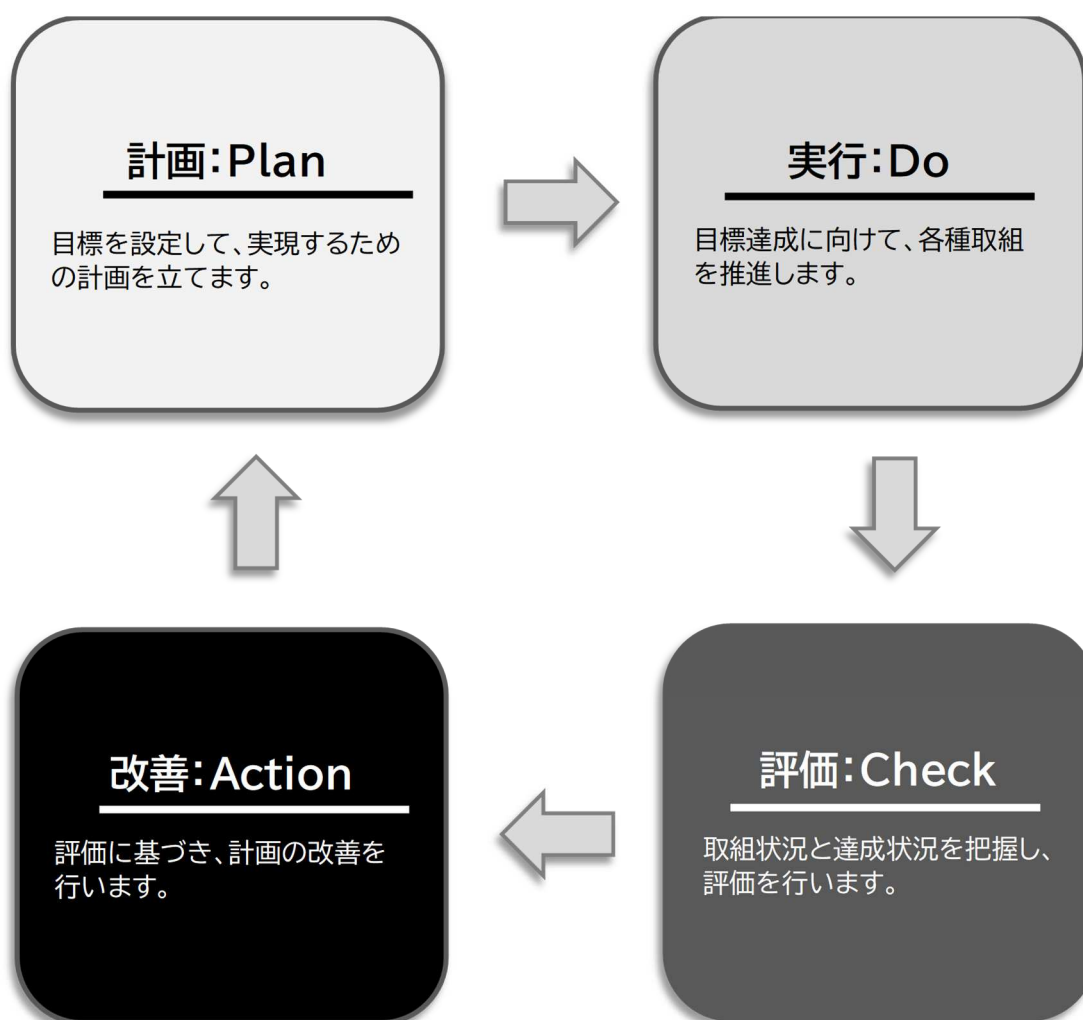 計画：Plan
目標を設定して、実現するため
の計画を立てます。
実行：Do
目標達成に向けて、各種取組
を推進します。
評価：Check
取組状況と達成状況を把握し、
評価を行います。
改善：Action
評価に基づき、計画の改善を
行います。